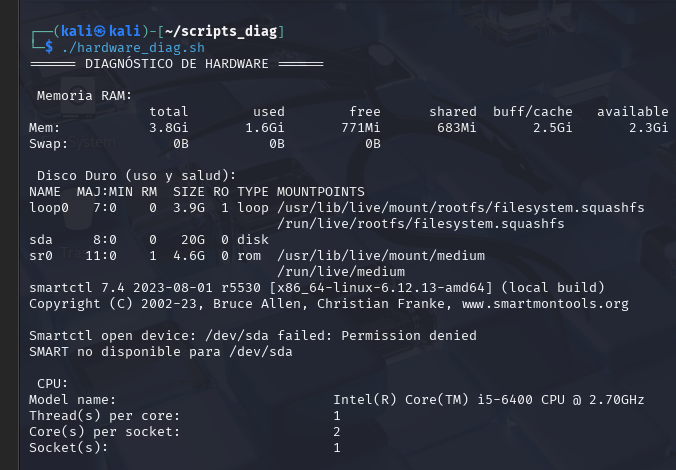 ┌──(kali㉿kali)-[~/scripts_diag]
└─$ ./hardware_diag.sh
====== DIAGNÓSTICO DE HARDWARE ======
Memoria RAM:
               total        used        free      shared  buff/cache   available
Mem:           3.8Gi       1.6Gi       771Mi       683Mi       2.5Gi       2.3Gi
Swap:             0B          0B          0B
Disco Duro (uso y salud):
NAME  MAJ:MIN RM  SIZE RO TYPE MOUNTPOINTS
loop0   7:0    0  3.9G  1 loop /usr/lib/live/mount/rootfs/filesystem.squashfs
                               /run/live/rootfs/filesystem.squashfs
sda     8:0    0   20G  0 disk
sr0    11:0    1  4.6G  0 rom  /usr/lib/live/mount/medium
                               /run/live/medium
smartctl 7.4 2023-08-01 r5530 [x86_64-linux-6.12.13-amd64] (local build)
Copyright (C) 2002-23, Bruce Allen, Christian Franke, www.smartmontools.org
Smartctl open device: /dev/sda failed: Permission denied
SMART no disponible para /dev/sda
CPU:
Model name:                           Intel(R) Core(TM) i5-6400 CPU @ 2.70GHz
Thread(s) per core:                   1
Core(s) per socket:                   2
Socket(s):                            1